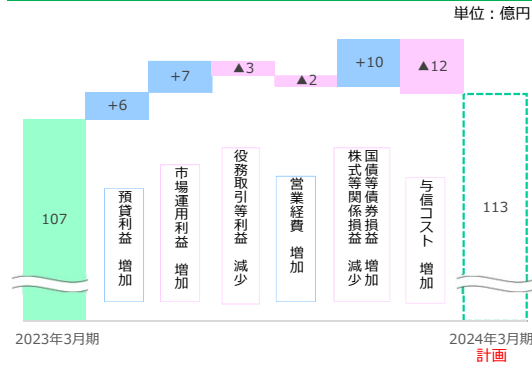 単位：億円
+6
+7
▲3
▲2
+10
▲12
107
預貸利益 増加
市場運用利益 増加
役務取引等利益 減少
営業経費 増加
国債等債券損益 増加
株式等関係損益 減少
与信コスト 増加
113
2023年3月期
2024年3月期
計画